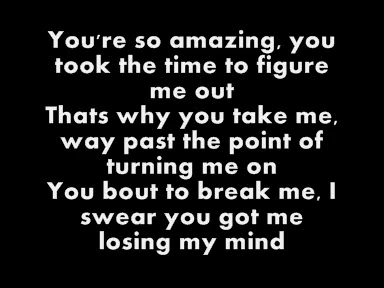 You're so amazing, you
took the time to figure
me out
Thats why you take me,
way past the point of
turning me on
You bout to break me, I
swear you got me
losing my mind